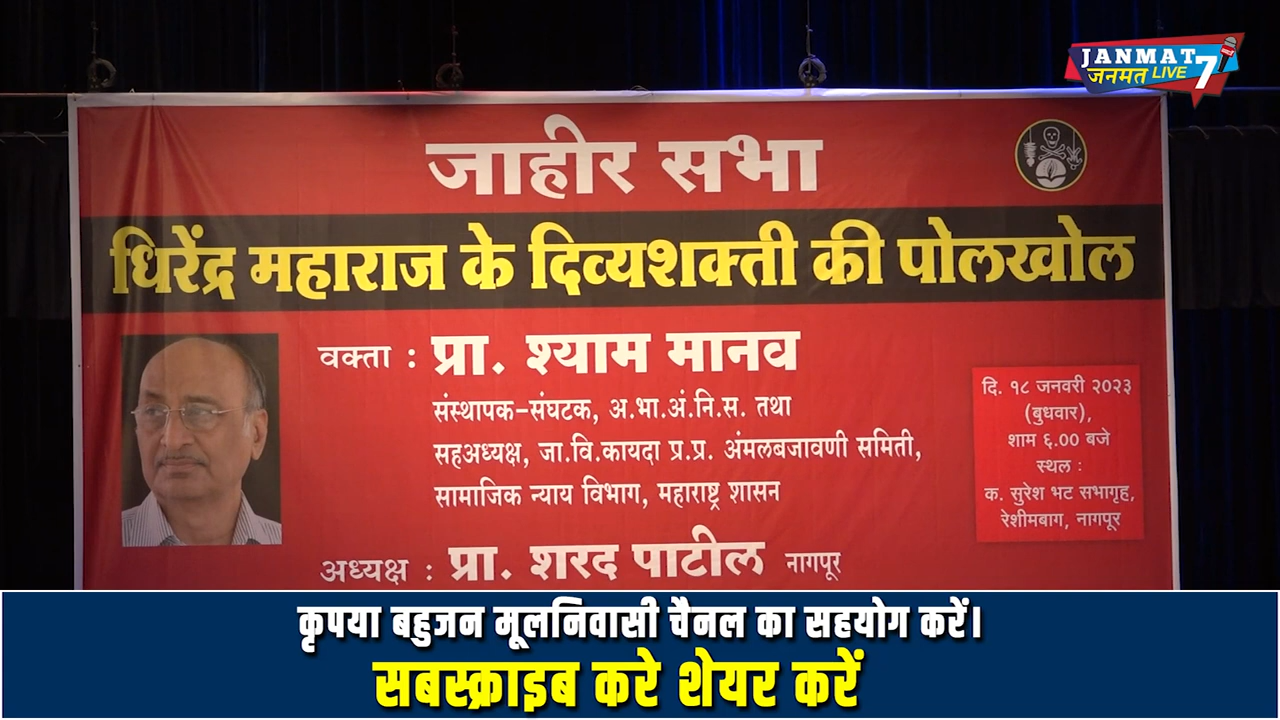 JANMAT
जनमत LIVE 7
जाहीर सभा
धिरेंद्र महाराज के दिव्यशक्ती की पोलखोल
वक्ता : प्रा. श्याम मानव
संस्थापक-संघटक, अ.भा.अं.नि.स. तथा
सहअध्यक्ष, जा.वि.कायदा प्र.प्र. अंमलबजावणी समिती,
सामाजिक न्याय विभाग, महाराष्ट्र शासन
दि. १८ जनवरी २०२३
(बुधवार),
शाम ६.00 बजे
स्थल :
क. सुरेश भट सभागृह,
रेशीमबाग, नागपूर
अध्यक्ष : प्रा. शरद पाटील नागपूर
कृपया बहुजन मूलनिवासी चैनल का सहयोग करें।
सबस्क्राइब करे शेयर करें